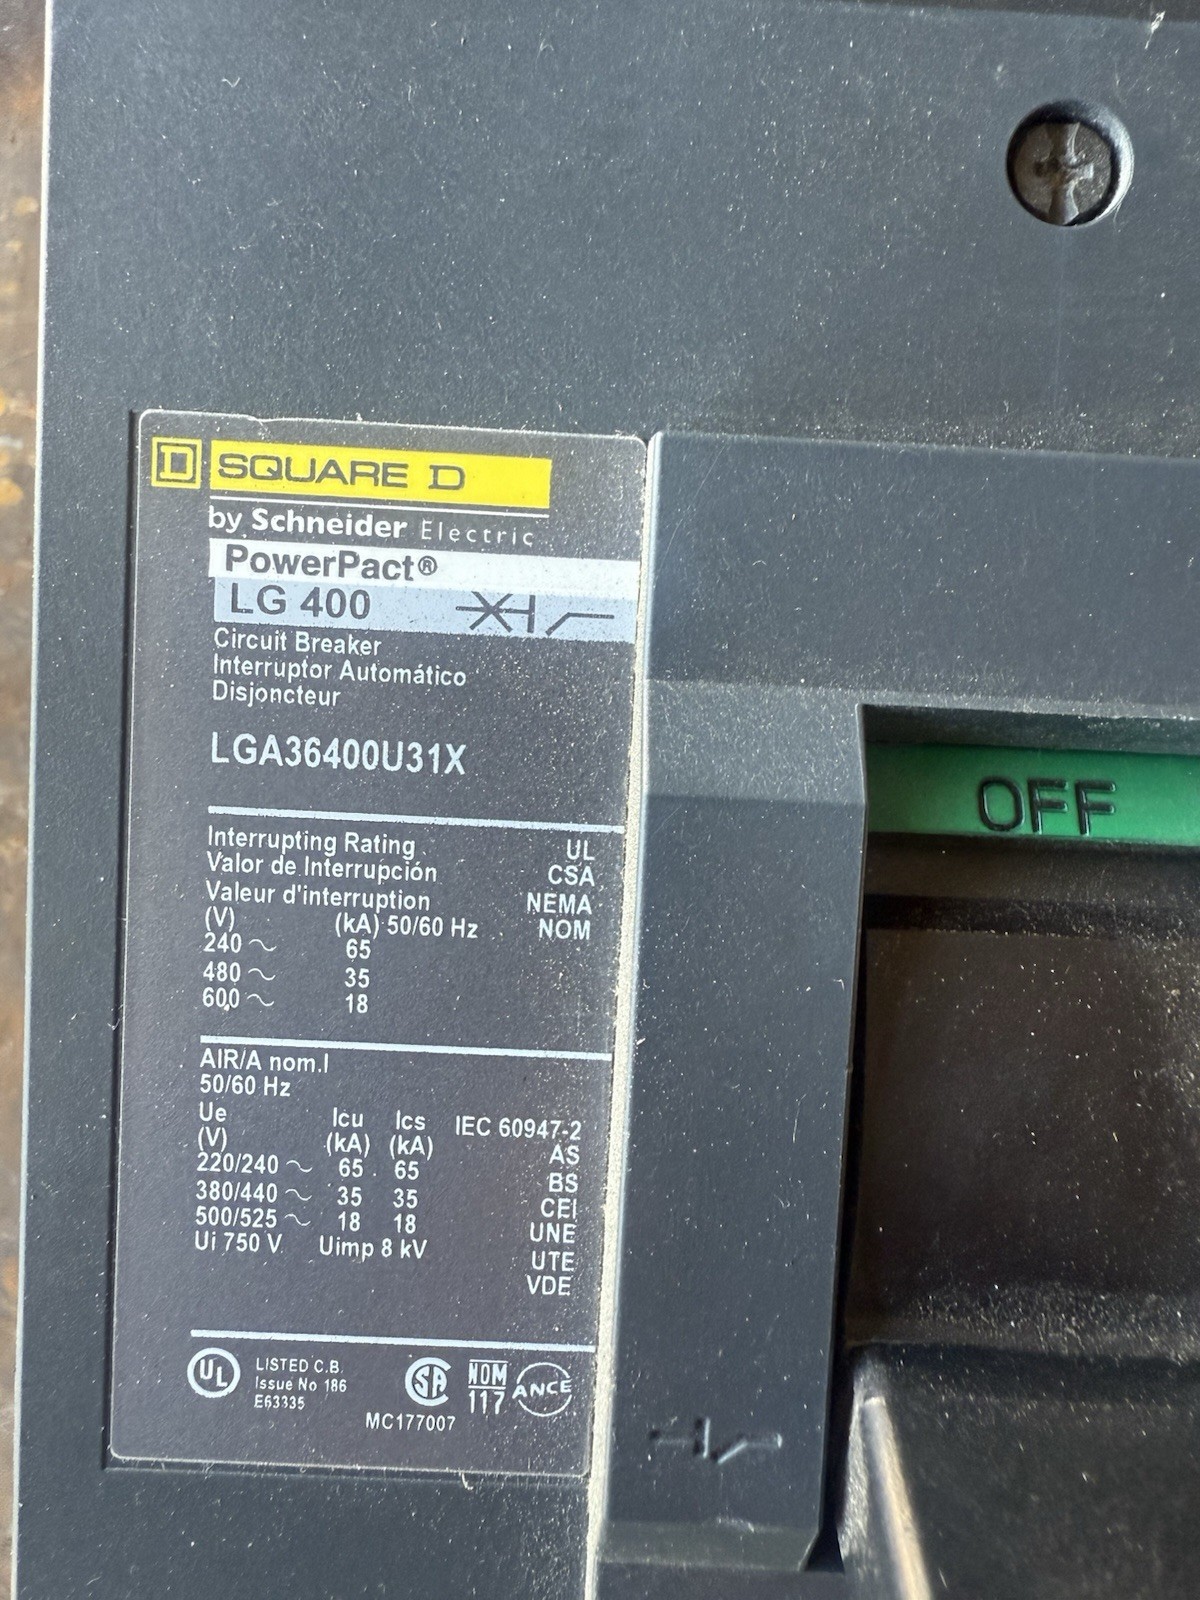 D SQUARE D
by Schneider Electric
PowerPact®
LG 400
Circuit Breaker
Interruptor Automático
Disjoncteur
LGA36400U31X
Interrupting Rating UL
Valor de Interrupción CSA
Valeur d'interruption NEMA
(V) (kA) 50/60 Hz NOM
240 ~ 65
480 ~ 35
600 ~ 18
AIR/A nom.I
50/60 Hz
Ue Icu Ics IEC 60947-2
(V) (kA) (kA) AS
220/240 ~ 65 65 BS
380/440 ~ 35 35 CEI
500/525 ~ 18 18 UNE
Ui 750 V Uimp 8 kV UTE
VDE
UL LISTED C.B.
Issue No 186
E63335
SA NOM
117 ANCE
MC177007
OFF